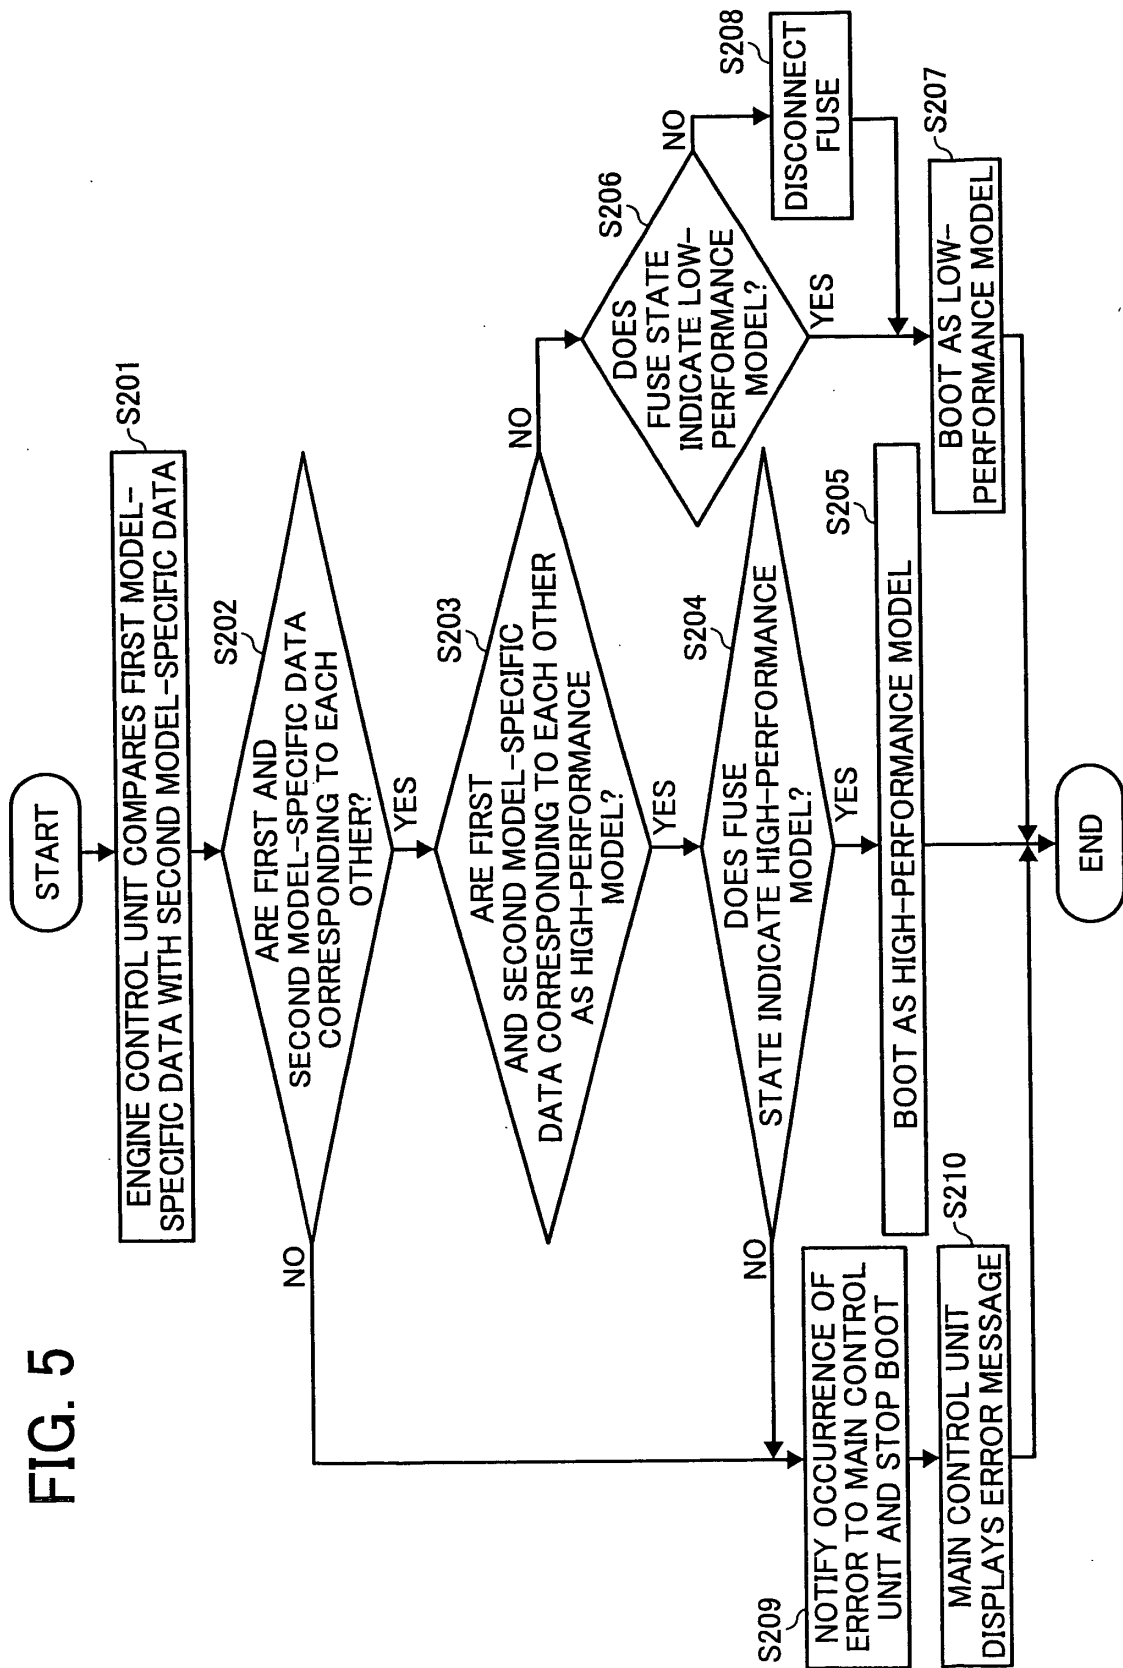 FIG. 5
START
ENGINE CONTROL UNIT COMPARES FIRST MODEL-
SPECIFIC DATA WITH SECOND MODEL-SPECIFIC DATA
S201
ARE FIRST AND
SECOND MODEL-SPECIFIC DATA
CORRESPONDING TO EACH
OTHER?
S202
NO
YES
ARE FIRST
AND SECOND MODEL-SPECIFIC
DATA CORRESPONDING TO EACH OTHER
AS HIGH-PERFORMANCE
MODEL?
S203
NO
YES
DOES FUSE
STATE INDICATE HIGH-PERFORMANCE
MODEL?
S204
NO
YES
BOOT AS HIGH-PERFORMANCE MODEL
S205
DOES
FUSE STATE
INDICATE LOW-
PERFORMANCE
MODEL?
S206
NO
YES
DISCONNECT
FUSE
S208
BOOT AS LOW-
PERFORMANCE MODEL
S207
NOTIFY OCCURRENCE OF
ERROR TO MAIN CONTROL
UNIT AND STOP BOOT
S209
MAIN CONTROL UNIT
DISPLAYS ERROR MESSAGE
S210
END